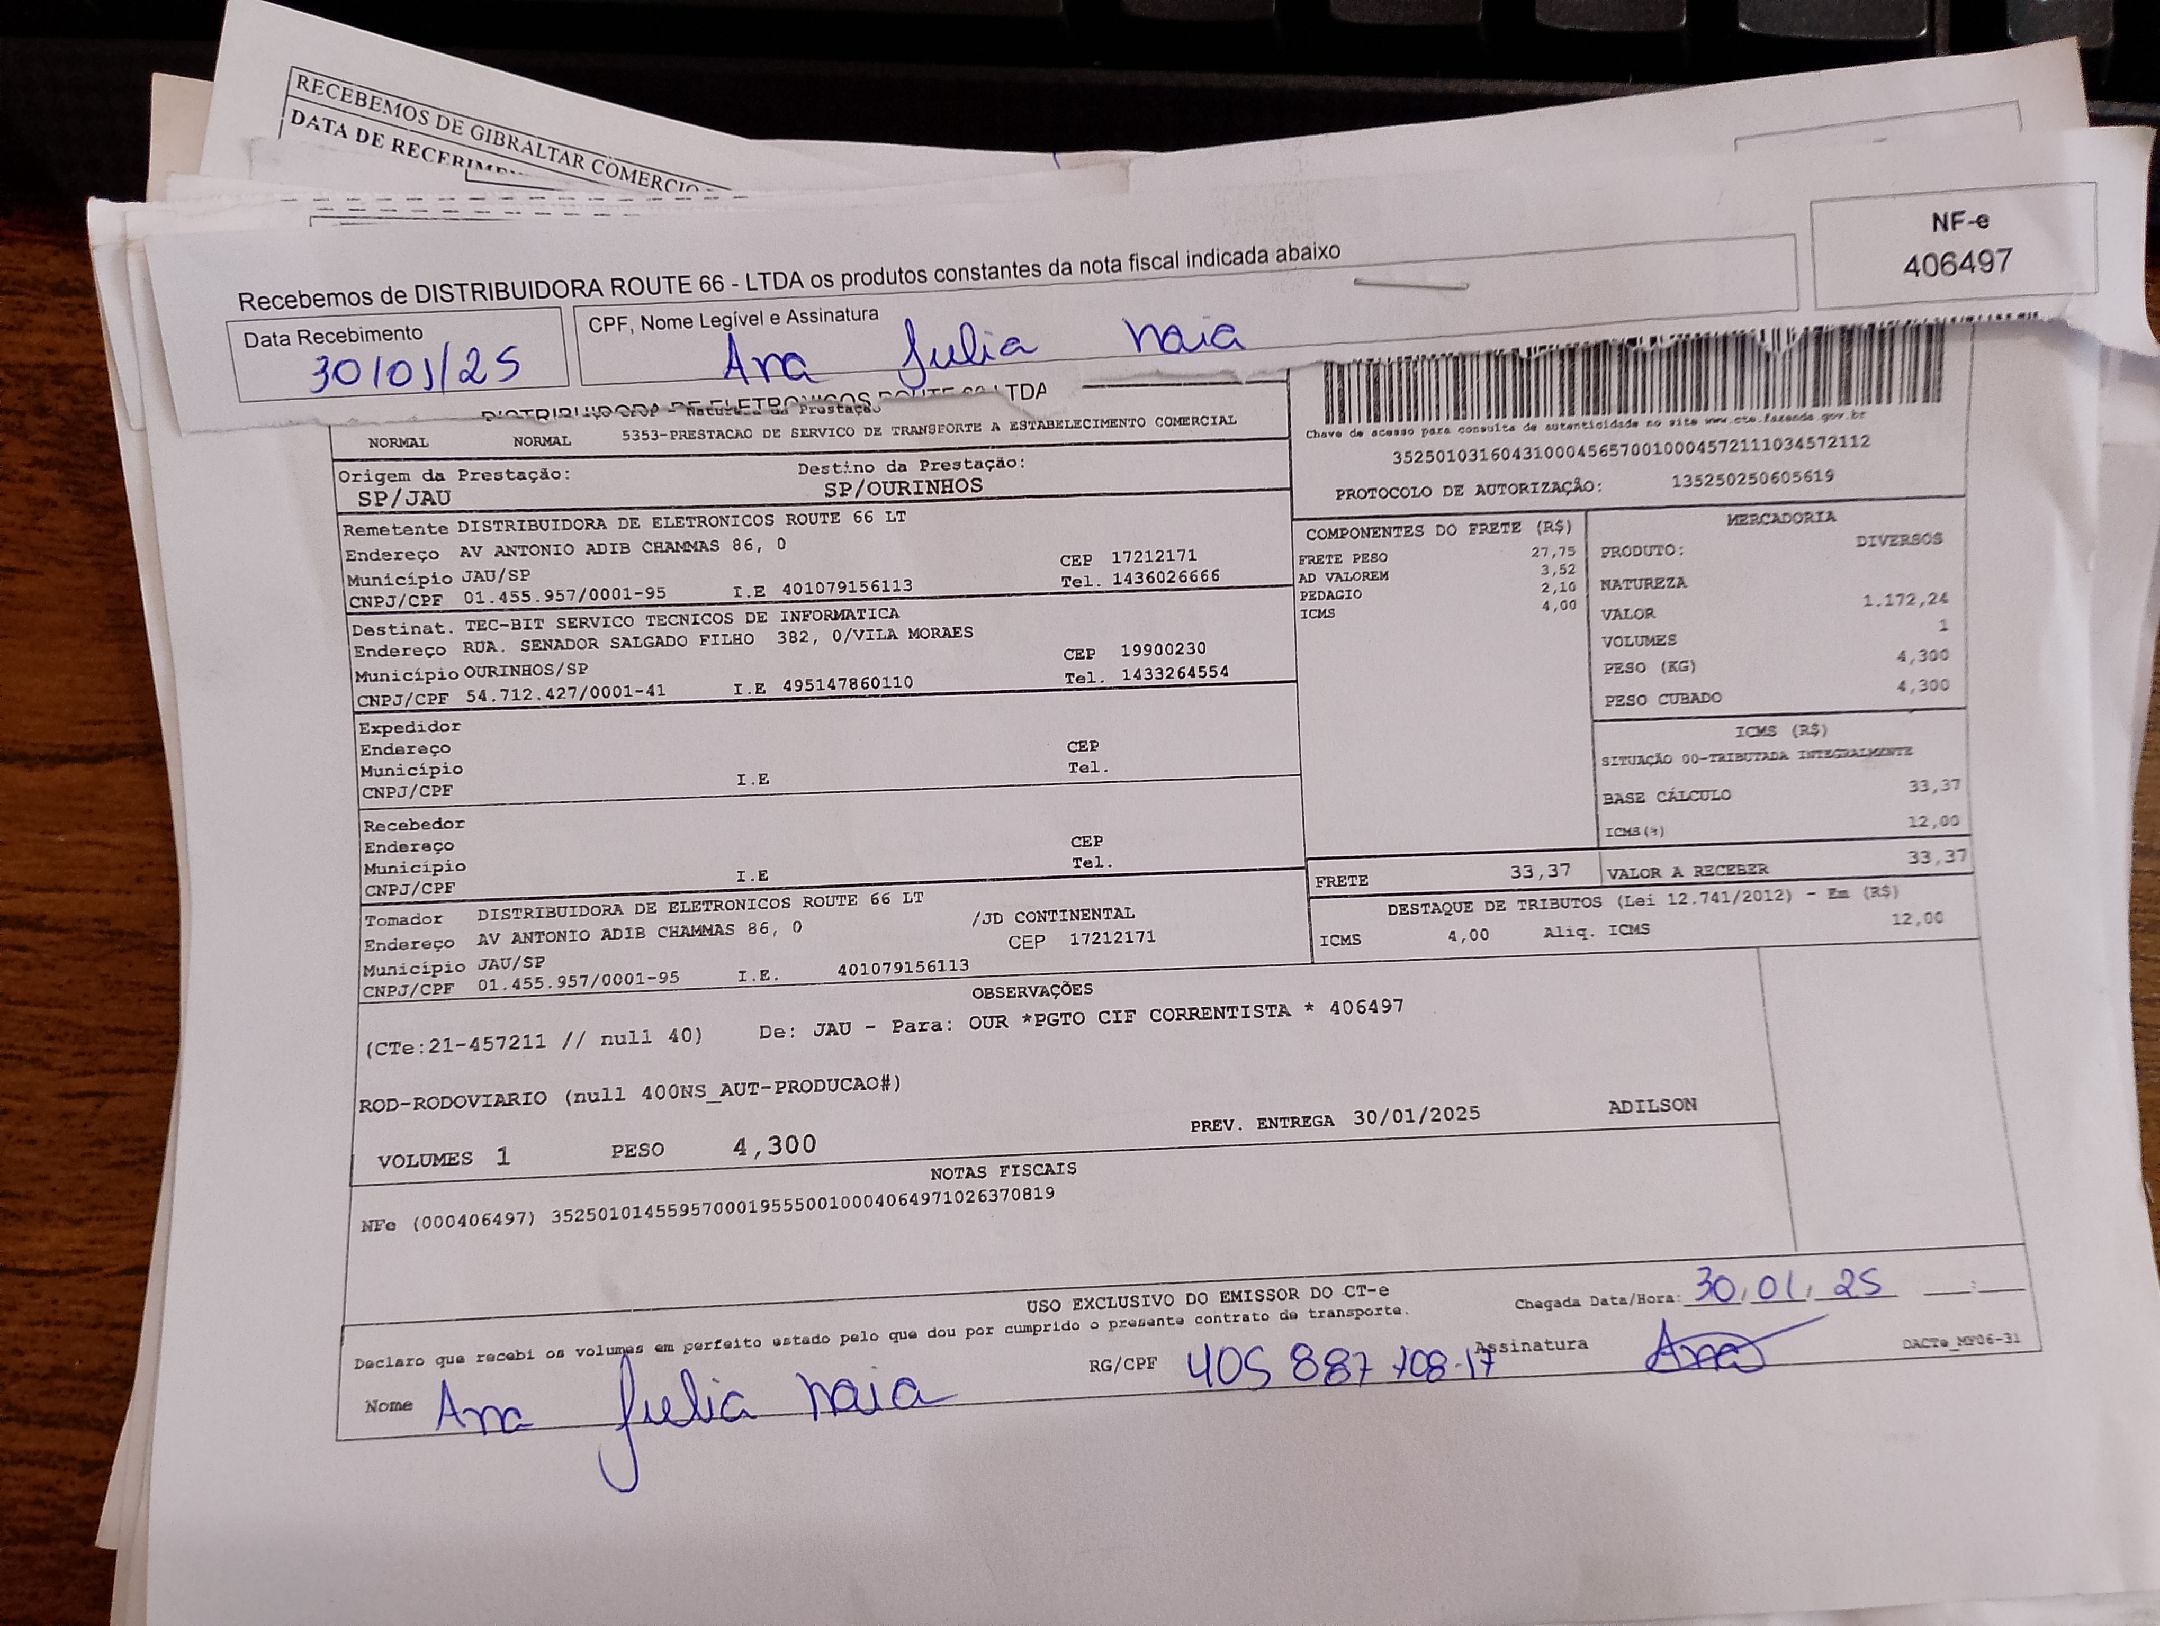 RECEBEMOS DE GIBRALTAR COMERCIO
DATA DE RECEBIME
Recebemos de DISTRIBUIDORA ROUTE 66 - LTDA os produtos constantes da nota fiscal indicada abaixo
NF-e
406497
Data Recebimento
30/01/25
CPF, Nome Legível e Assinatura
Ana Julia Maia
DISTRIBUIDORA DE ELETRONICOS ROUTE 66 LTDA
Natureza da Prestação
NORMAL NORMAL 5353-PRESTACAO DE SERVICO DE TRANSPORTE A ESTABELECIMENTO COMERCIAL
Chave de acesso para consulta de autenticidade no site www.cte.fazenda.gov.br
35250103160431000456570010004572111034572112
PROTOCOLO DE AUTORIZAÇÃO: 135250250605619
Origem da Prestação: Destino da Prestação:
SP/JAU SP/OURINHOS
Remetente DISTRIBUIDORA DE ELETRONICOS ROUTE 66 LT
Endereço AV ANTONIO ADIB CHAMMAS 86, 0 CEP 17212171
Município JAU/SP Tel. 1436026666
CNPJ/CPF 01.455.957/0001-95 I.E 401079156113
Destinat. TEC-BIT SERVICO TECNICOS DE INFORMATICA
Endereço RUA. SENADOR SALGADO FILHO 382, 0/VILA MORAES CEP 19900230
Município OURINHOS/SP Tel. 1433264554
CNPJ/CPF 54.712.427/0001-41 I.E 495147860110
Expedidor
Endereço CEP
Município Tel.
CNPJ/CPF I.E
Recebedor
Endereço CEP
Município Tel.
CNPJ/CPF I.E
Tomador DISTRIBUIDORA DE ELETRONICOS ROUTE 66 LT
Endereço AV ANTONIO ADIB CHAMMAS 86, 0 /JD CONTINENTAL
Município JAU/SP CEP 17212171
CNPJ/CPF 01.455.957/0001-95 I.E. 401079156113
COMPONENTES DO FRETE (R$)
FRETE PESO 27,75
AD VALOREM 3,52
PEDAGIO 2,10
ICMS 4,00
MERCADORIA
PRODUTO: DIVERSOS
NATUREZA
VALOR 1.172,24
VOLUMES 1
PESO (KG) 4,300
PESO CUBADO 4,300
ICMS (R$)
SITUAÇÃO 00-TRIBUTADA INTEGRALMENTE
BASE CÁLCULO 33,37
ICMS(%) 12,00
FRETE 33,37 VALOR A RECEBER 33,37
DESTAQUE DE TRIBUTOS (Lei 12.741/2012) - Em (R$)
ICMS 4,00 Aliq. ICMS 12,00
OBSERVAÇÕES
(CTe:21-457211 // null 40) De: JAU - Para: OUR *PGTO CIF CORRENTISTA * 406497
ROD-RODOVIARIO (null 400NS_AUT-PRODUCAO#)
VOLUMES 1 PESO 4,300 PREV. ENTREGA 30/01/2025 ADILSON
NOTAS FISCAIS
NFe (000406497) 35250101455957000195550010004064971026370819
USO EXCLUSIVO DO EMISSOR DO CT-e
Declaro que recebi os volumes em perfeito estado pelo que dou por cumprido o presente contrato de transporte.
Chegada Data/Hora: 30/01/25 __:__
Nome Ana Julia Maia RG/CPF 405 887 708-17 Assinatura Ana
DACTe_MF06-31